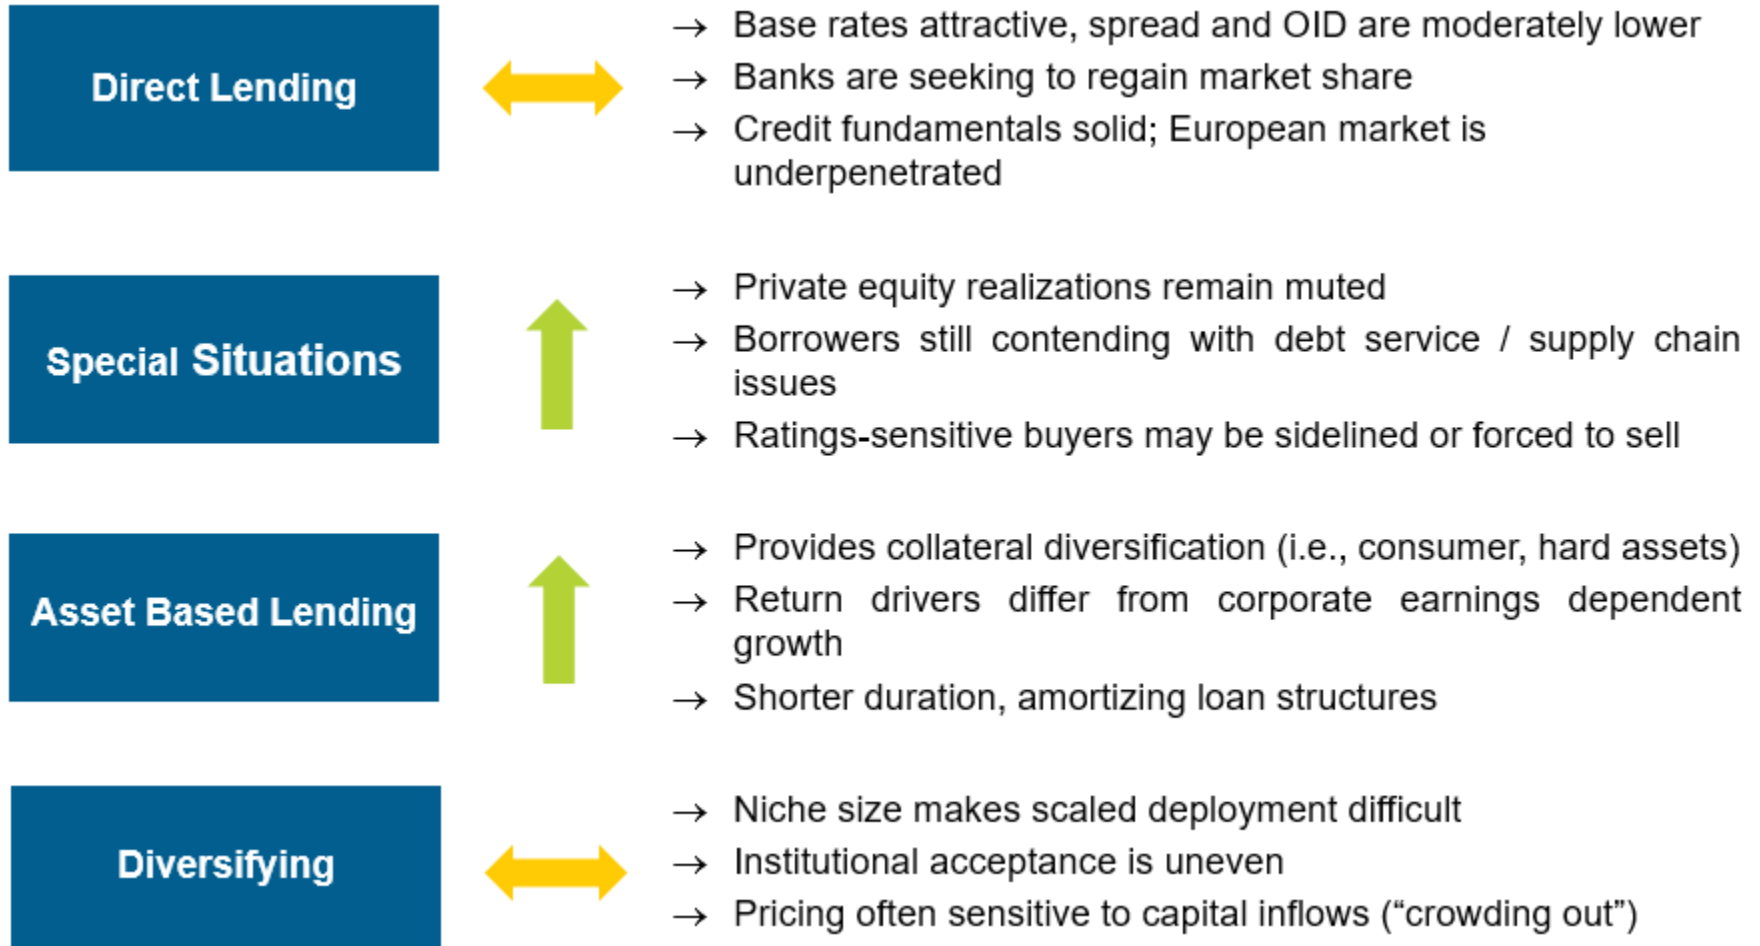 Direct Lending
→ Base rates attractive, spread and OID are moderately lower
→ Banks are seeking to regain market share
→ Credit fundamentals solid; European market is
underpenetrated
Special Situations
→ Private equity realizations remain muted
→ Borrowers still contending with debt service / supply chain
issues
→ Ratings-sensitive buyers may be sidelined or forced to sell
Asset Based Lending
→ Provides collateral diversification (i.e., consumer, hard assets)
→ Return drivers differ from corporate earnings dependent
growth
→ Shorter duration, amortizing loan structures
Diversifying
→ Niche size makes scaled deployment difficult
→ Institutional acceptance is uneven
→ Pricing often sensitive to capital inflows (“crowding out”)